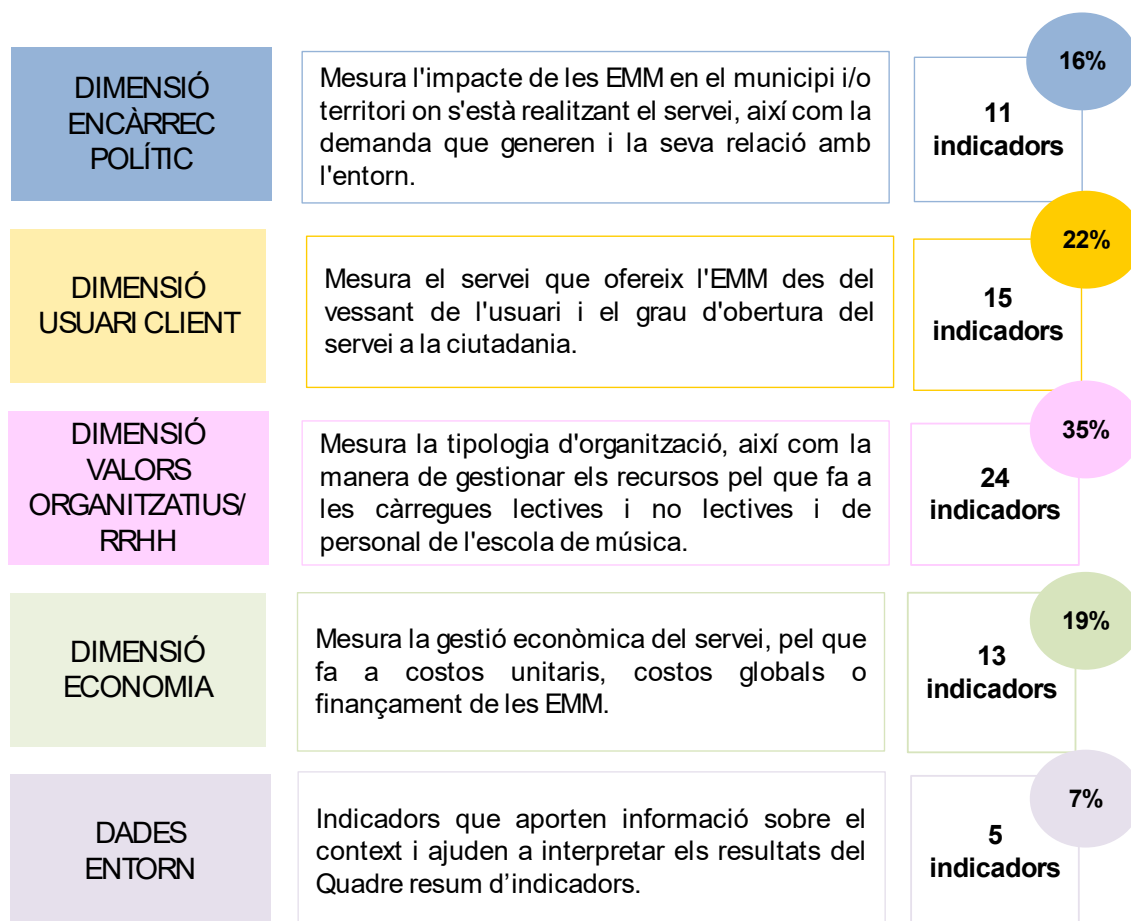 DIMENSIÓ
ENCÀRREC
POLÍTIC
Mesura l'impacte de les EMM en el municipi i/o
territori on s'està realitzant el servei, així com la
demanda que generen i la seva relació amb
l'entorn.
16%
11
indicadors
DIMENSIÓ
USUARI CLIENT
Mesura el servei que ofereix l'EMM des del
vessant de l'usuari i el grau d'obertura del
servei a la ciutadania.
22%
15
indicadors
DIMENSIÓ
VALORS
ORGANITZATIUS/
RRHH
Mesura la tipologia d'organització, així com la
manera de gestionar els recursos pel que fa a
les càrregues lectives i no lectives i de
personal de l'escola de música.
35%
24
indicadors
DIMENSIÓ
ECONOMIA
Mesura la gestió econòmica del servei, pel que
fa a costos unitaris, costos globals o
finançament de les EMM.
19%
13
indicadors
DADES
ENTORN
Indicadors que aporten informació sobre el
context i ajuden a interpretar els resultats del
Quadre resum d’indicadors.
7%
5
indicadors